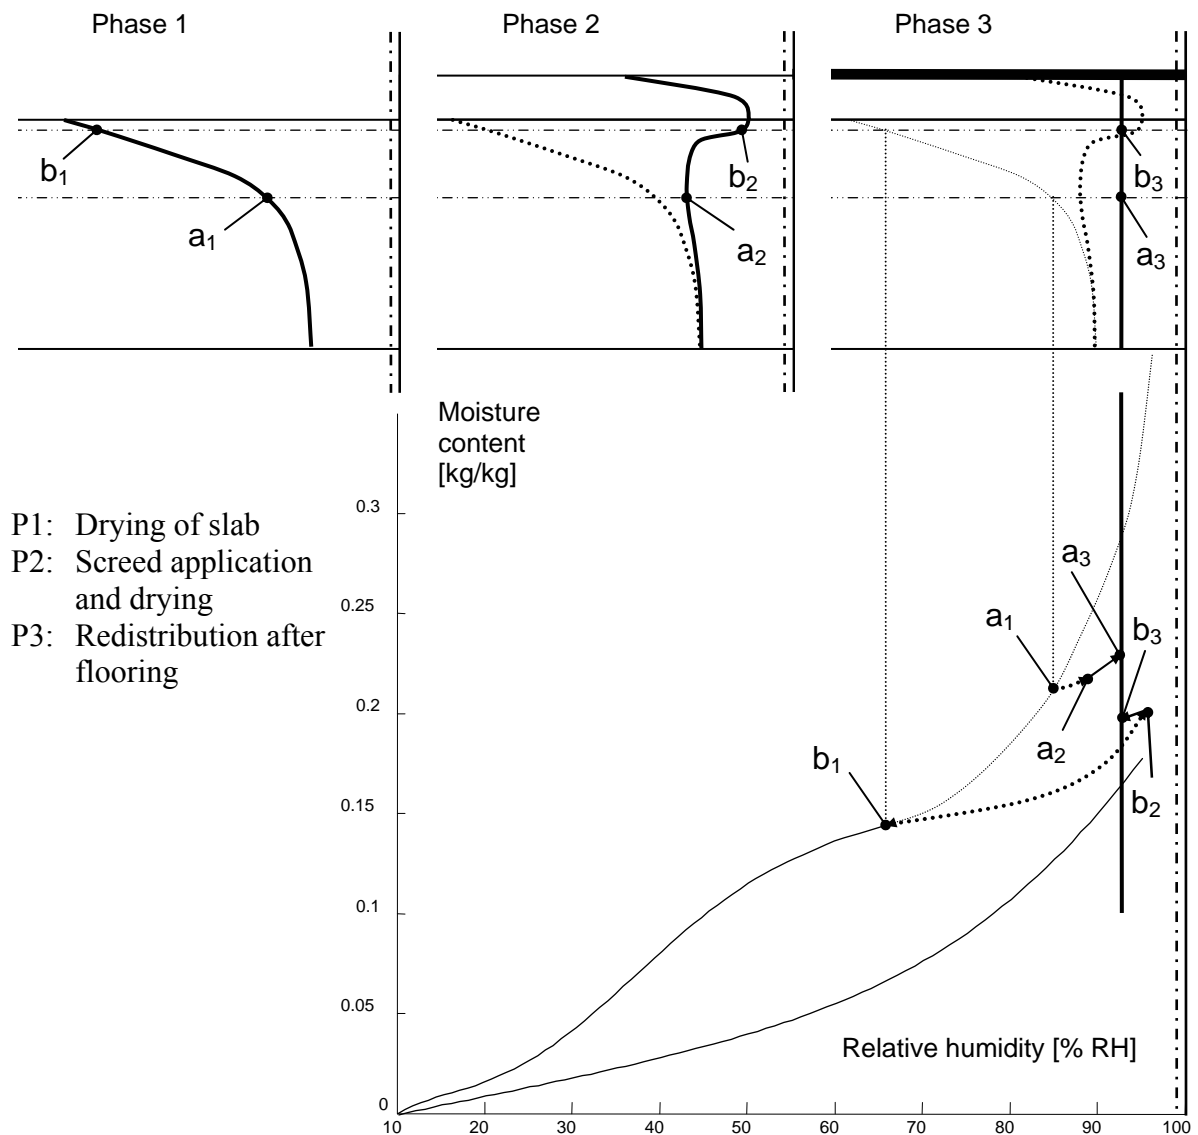 Phase 1
Phase 2
Phase 3
b1
a1
b2
a2
b3
a3
Moisture
content
[kg/kg]
P1: Drying of slab
P2: Screed application
and drying
P3: Redistribution after
flooring
0.3
0.25
0.2
0.15
0.1
0.05
0
a3
b3
a1
a2
b1
b2
Relative humidity [% RH]
10 20 30 40 50 60 70 80 90 100